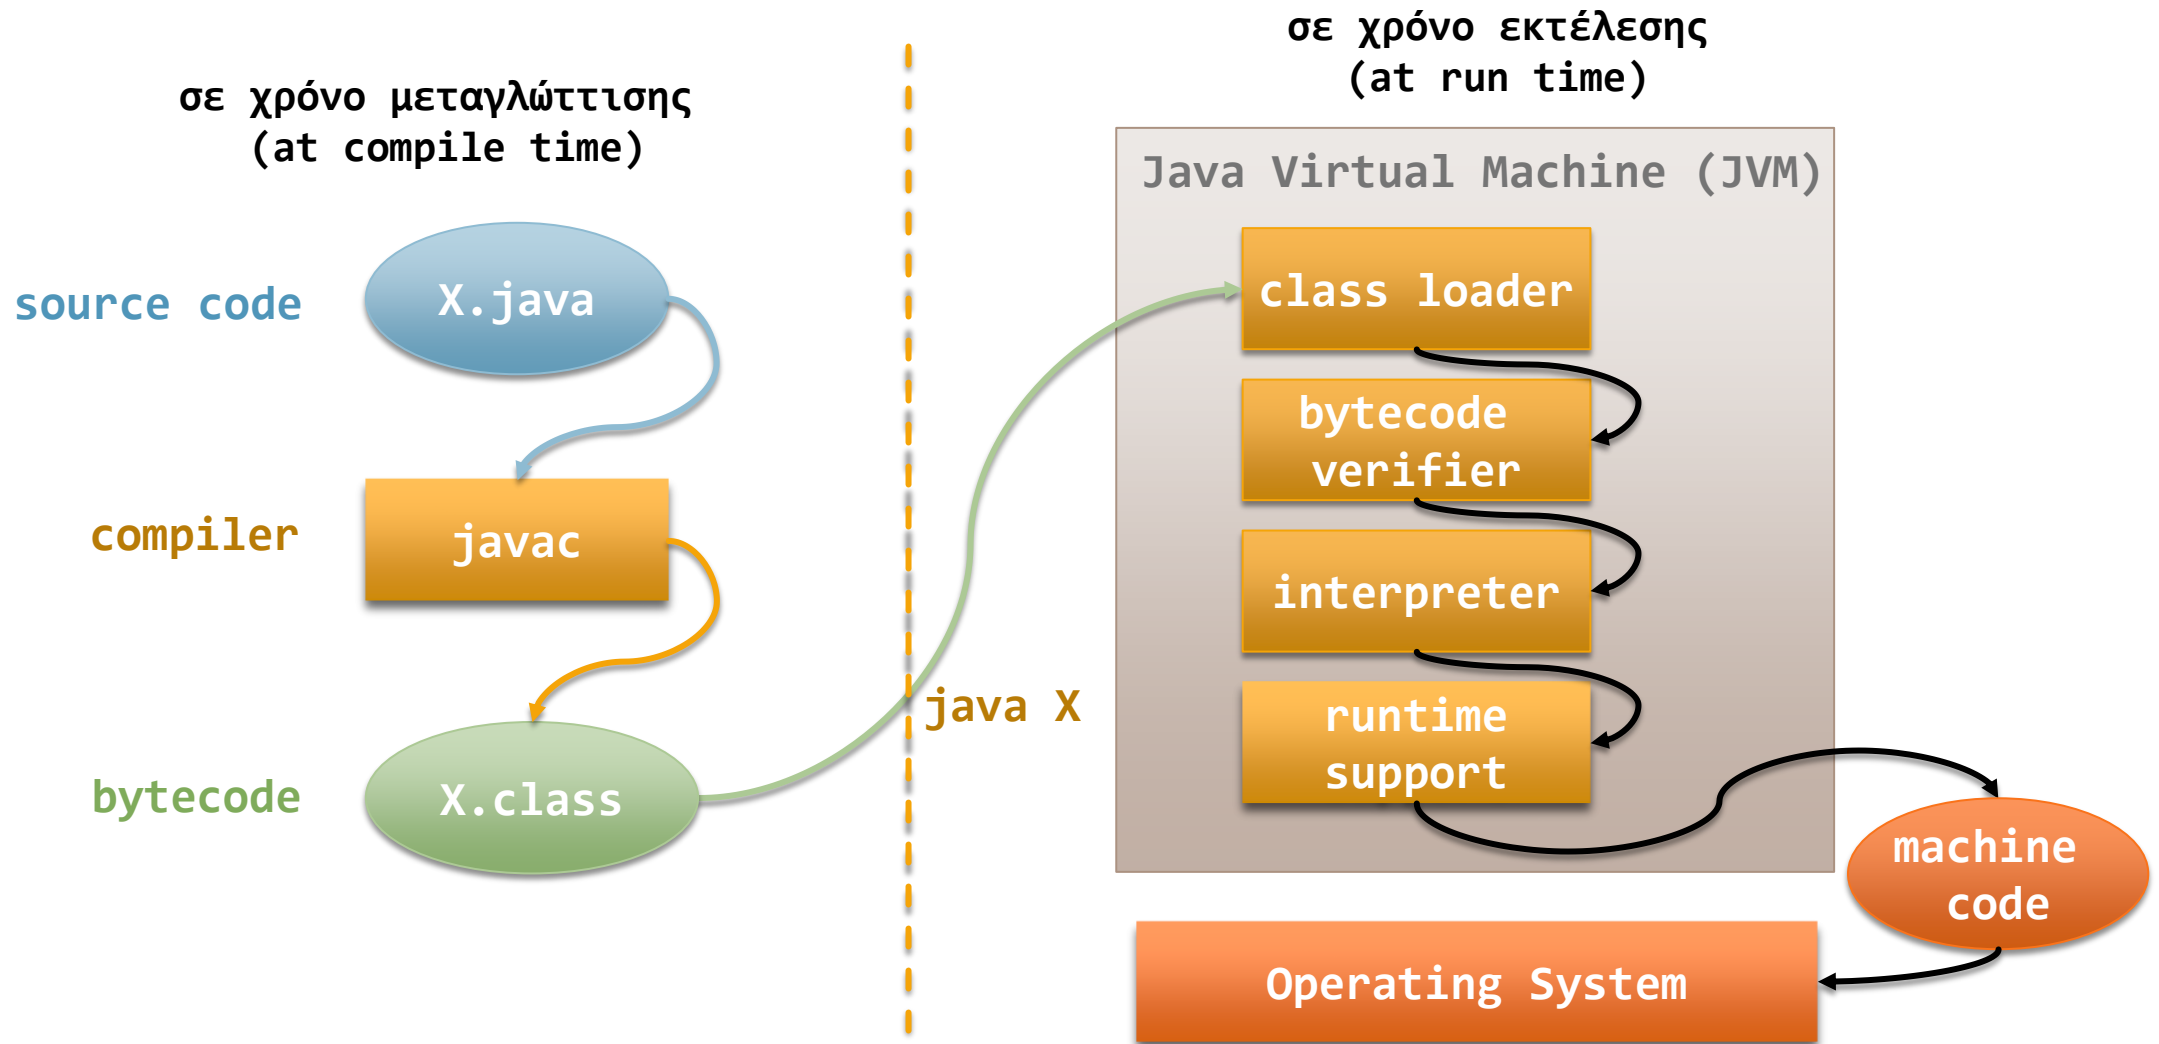 σε χρόνο μεταγλώττισης
(at compile time)
source code
X.java
compiler
javac
bytecode
X.class
java X
σε χρόνο εκτέλεσης
(at run time)
Java Virtual Machine (JVM)
class loader
bytecode
verifier
interpreter
runtime
support
machine
code
Operating System